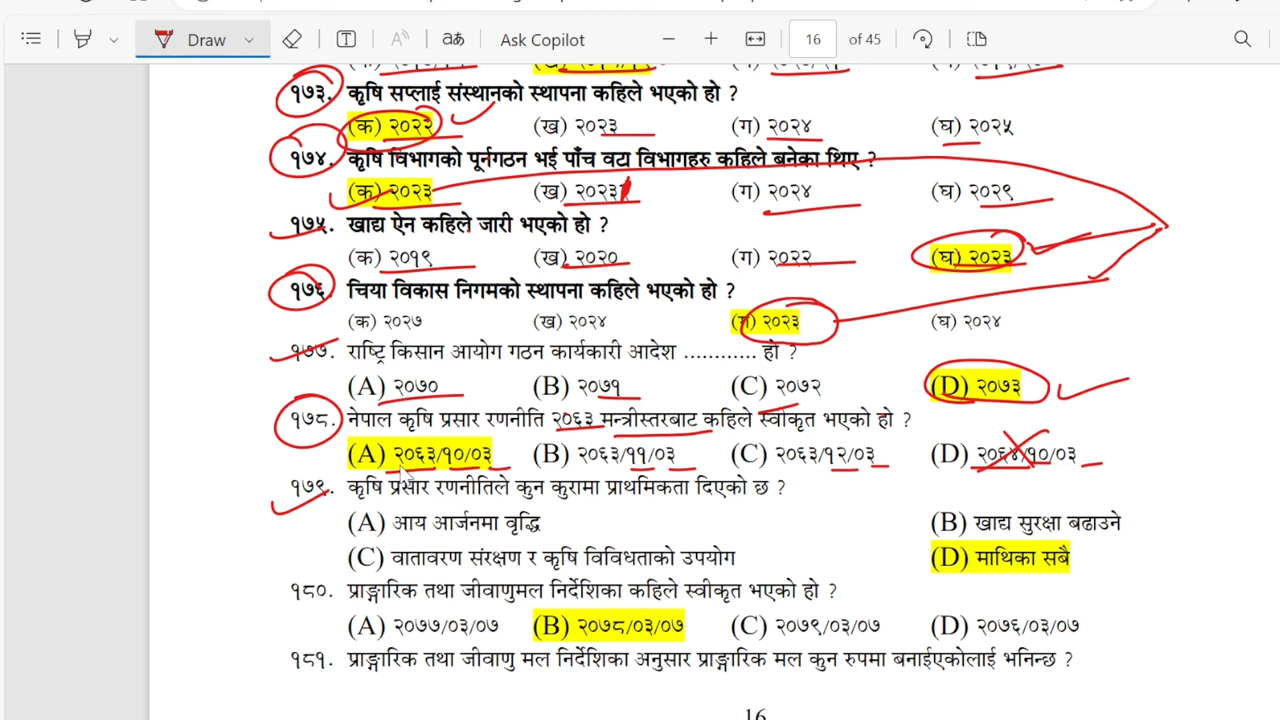 Draw
Ask Copilot
16 of 45
१७३. कृषि सप्लाई संस्थानको स्थापना कहिले भएको हो ?
(क) २०२२ (ख) २०२३ (ग) २०२४ (घ) २०२५
१७४. कृषि विभागको पूर्नगठन भई पाँच वटा विभागहरु कहिले बनेका थिए ?
(क) २०२३ (ख) २०२३ (ग) २०२४ (घ) २०२९
१७५. खाद्य ऐन कहिले जारी भएको हो ?
(क) २०१९ (ख) २०२० (ग) २०२२ (घ) २०२३
१७६. चिया विकास निगमको स्थापना कहिले भएको हो ?
(क) २०२७ (ख) २०२४ (ग) २०२३ (घ) २०२४
१७७. राष्ट्रि किसान आयोग गठन कार्यकारी आदेश ............ हो ?
(A) २०७० (B) २०७१ (C) २०७२ (D) २०७३
१७८. नेपाल कृषि प्रसार रणनीति २०६३ मन्त्रीस्तरबाट कहिले स्वीकृत भएको हो ?
(A) २०६३/१०/०३ (B) २०६३/११/०३ (C) २०६३/१२/०३ (D) २०६४/१०/०३
१७९. कृषि प्रसार रणनीतिले कुन कुरामा प्राथमिकता दिएको छ ?
(A) आय आर्जनमा वृद्धि (B) खाद्य सुरक्षा बढाउने
(C) वातावरण संरक्षण र कृषि विविधताको उपयोग (D) माथिका सबै
१८०. प्राङ्गारिक तथा जीवाणुमल निर्देशिका कहिले स्वीकृत भएको हो ?
(A) २०७७/०३/०७ (B) २०७८/०३/०७ (C) २०७९/०३/०७ (D) २०७६/०३/०७
१८१. प्राङ्गारिक तथा जीवाणु मल निर्देशिका अनुसार प्राङ्गारिक मल कुन रुपमा बनाईएकोलाई भनिन्छ ?
16